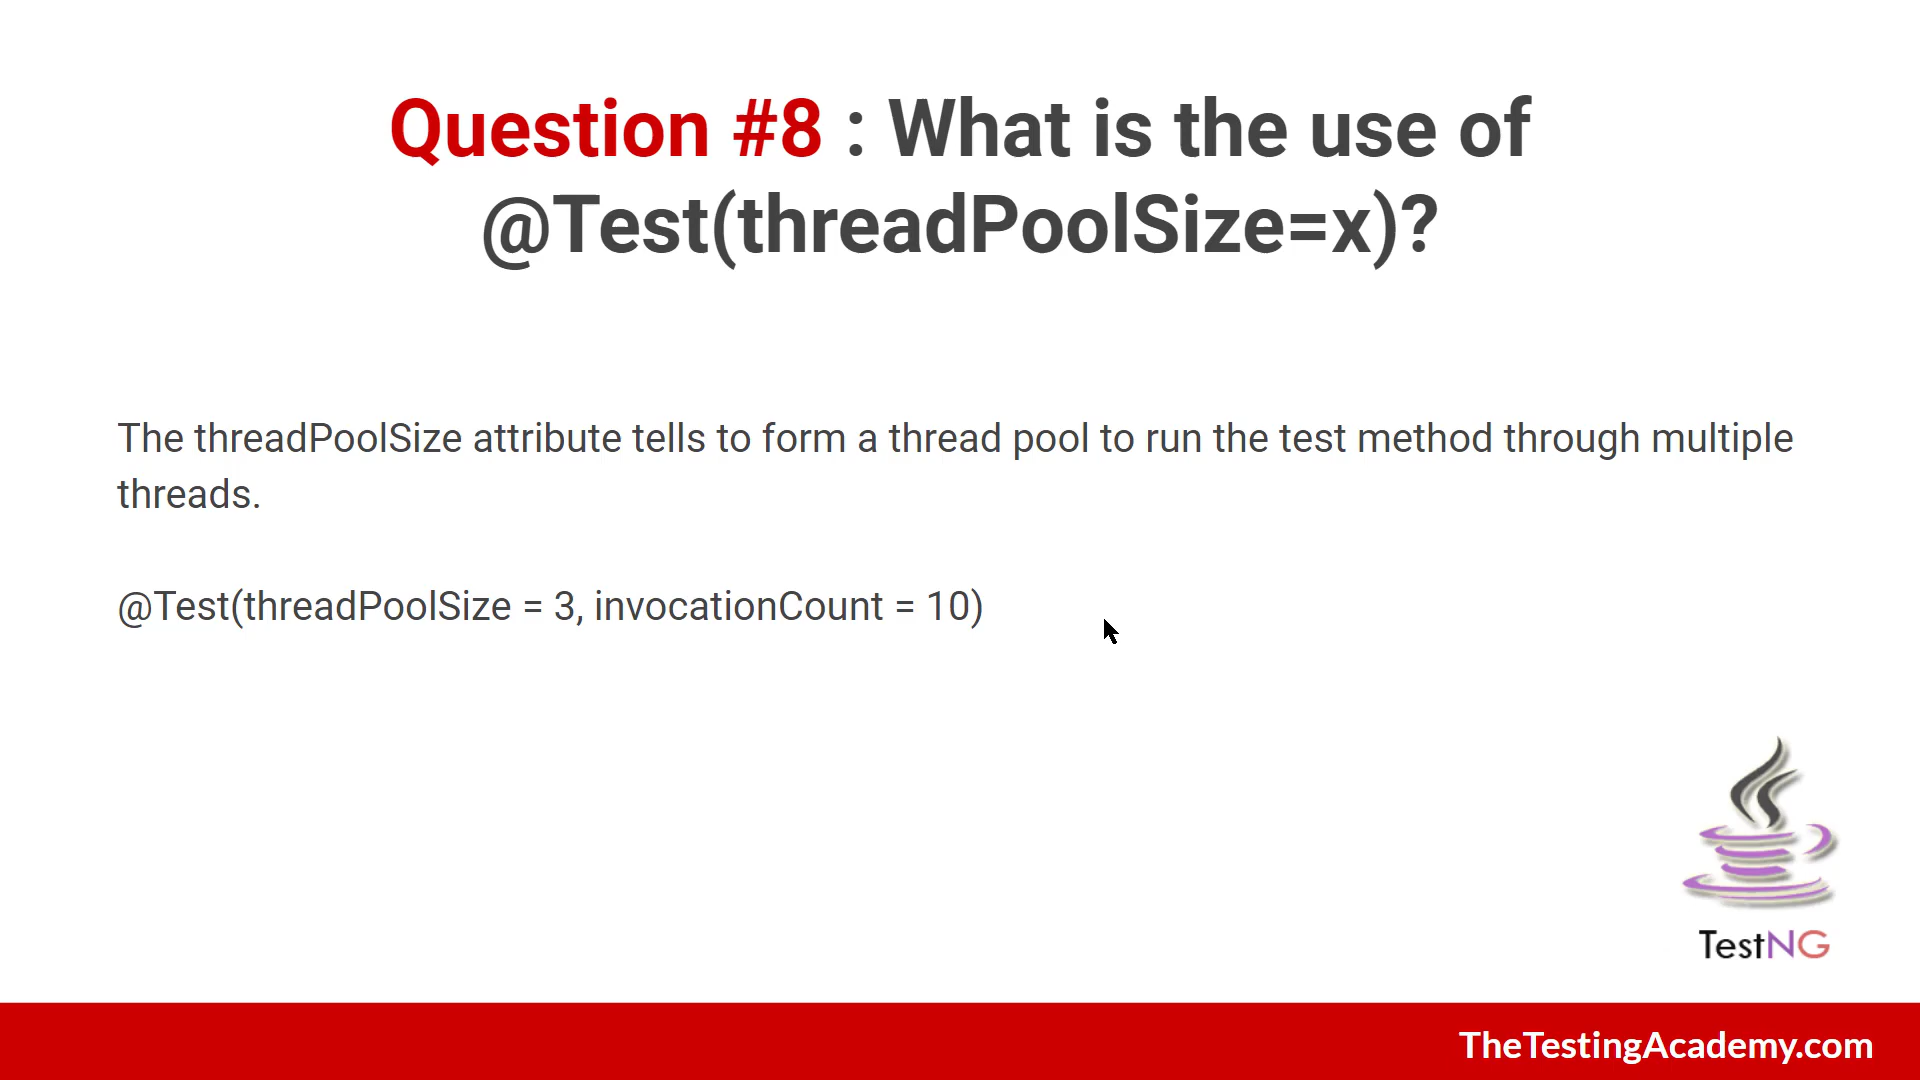 Question #8 : What is the use of
@Test(threadPoolSize=x)?
The threadPoolSize attribute tells to form a thread pool to run the test method through multiple
threads.
@Test(threadPoolSize = 3, invocationCount = 10)
TestNG
TheTestingAcademy.com